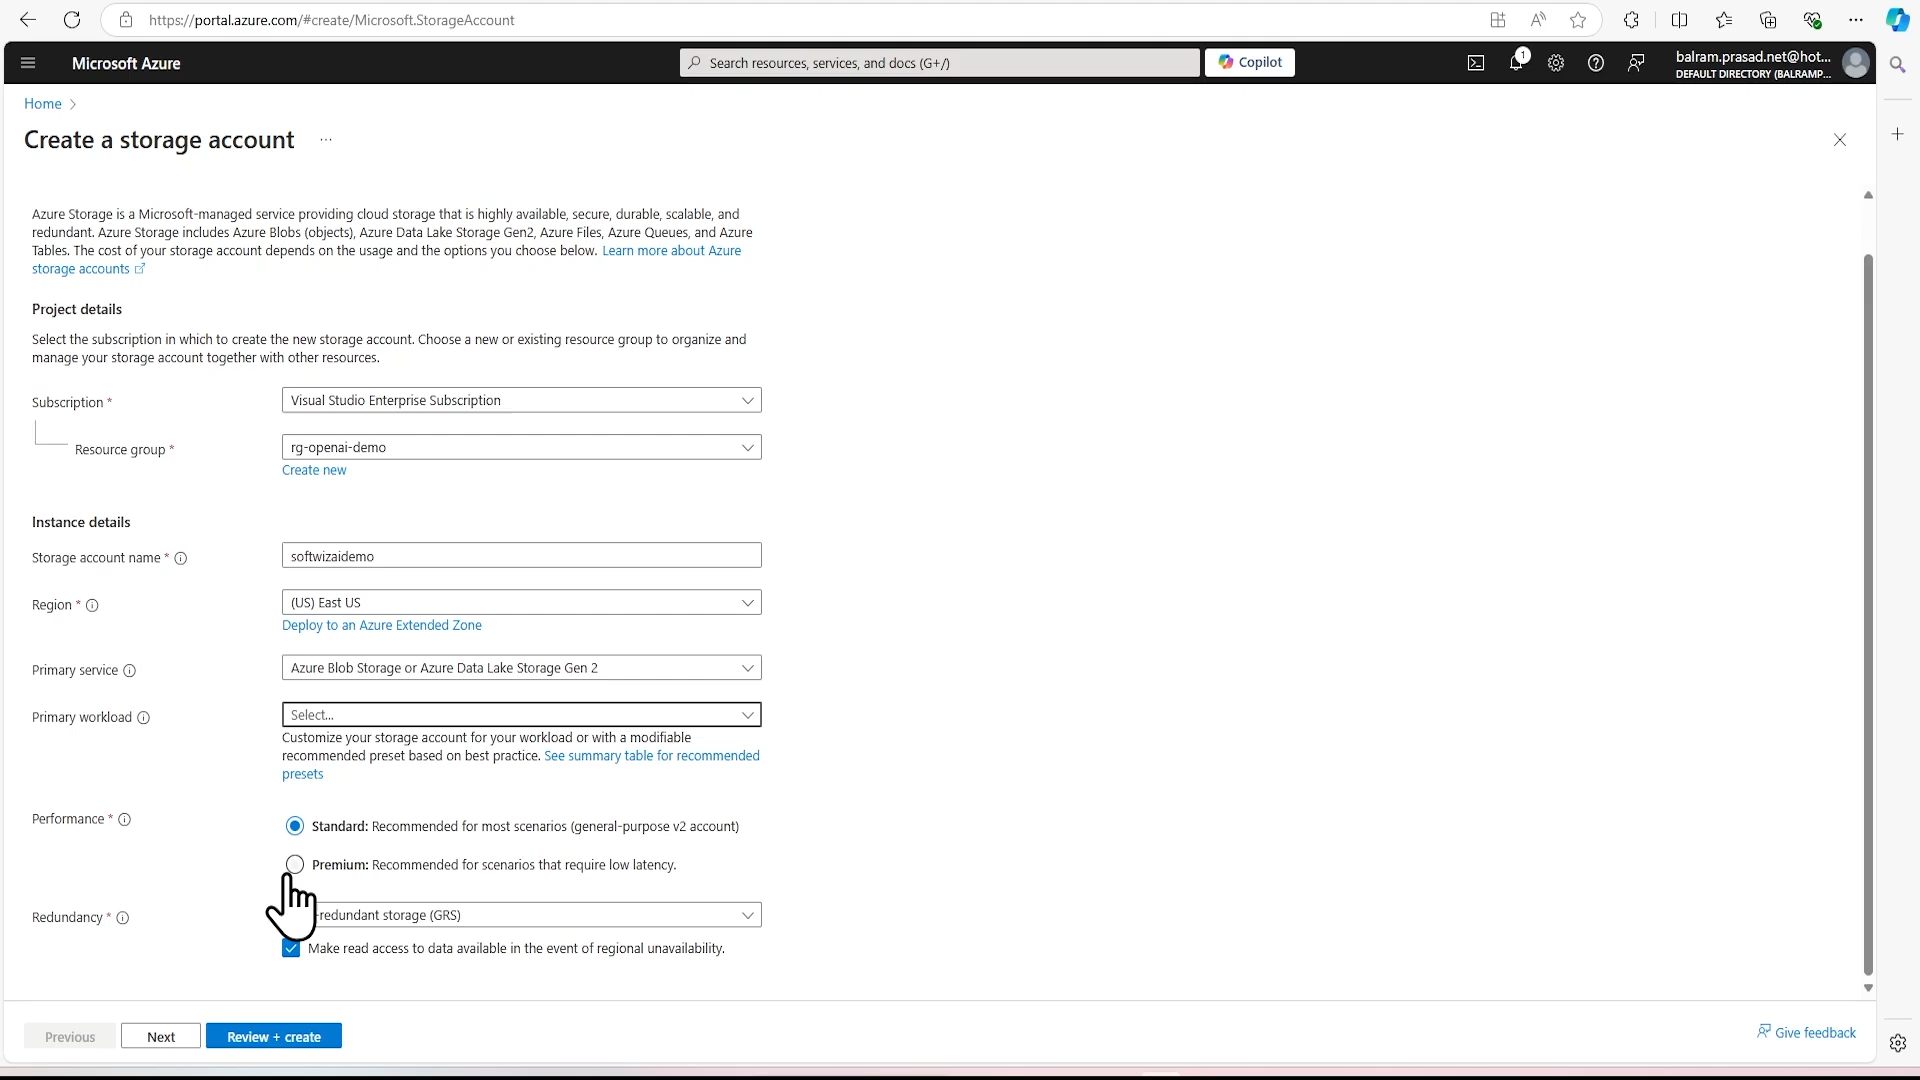 https://portal.azure.com/#create/Microsoft.StorageAccount
Microsoft Azure
Search resources, services, and docs (G+/)
Copilot
1
balram.prasad.net@hot...
DEFAULT DIRECTORY (BALRAMP...
Home
Create a storage account
Azure Storage is a Microsoft-managed service providing cloud storage that is highly available, secure, durable, scalable, and
redundant. Azure Storage includes Azure Blobs (objects), Azure Data Lake Storage Gen2, Azure Files, Azure Queues, and Azure
Tables. The cost of your storage account depends on the usage and the options you choose below. Learn more about Azure
storage accounts
Project details
Select the subscription in which to create the new storage account. Choose a new or existing resource group to organize and
manage your storage account together with other resources.
Subscription *
Visual Studio Enterprise Subscription
Resource group *
rg-openai-demo
Create new
Instance details
Storage account name *
softwizaidemo
Region *
(US) East US
Deploy to an Azure Extended Zone
Primary service
Azure Blob Storage or Azure Data Lake Storage Gen 2
Primary workload
Select...
Customize your storage account for your workload or with a modifiable
recommended preset based on best practice. See summary table for recommended
presets
Performance *
Standard: Recommended for most scenarios (general-purpose v2 account)
Premium: Recommended for scenarios that require low latency.
Redundancy *
-redundant storage (GRS)
Make read access to data available in the event of regional unavailability.
Previous
Next
Review + create
Give feedback